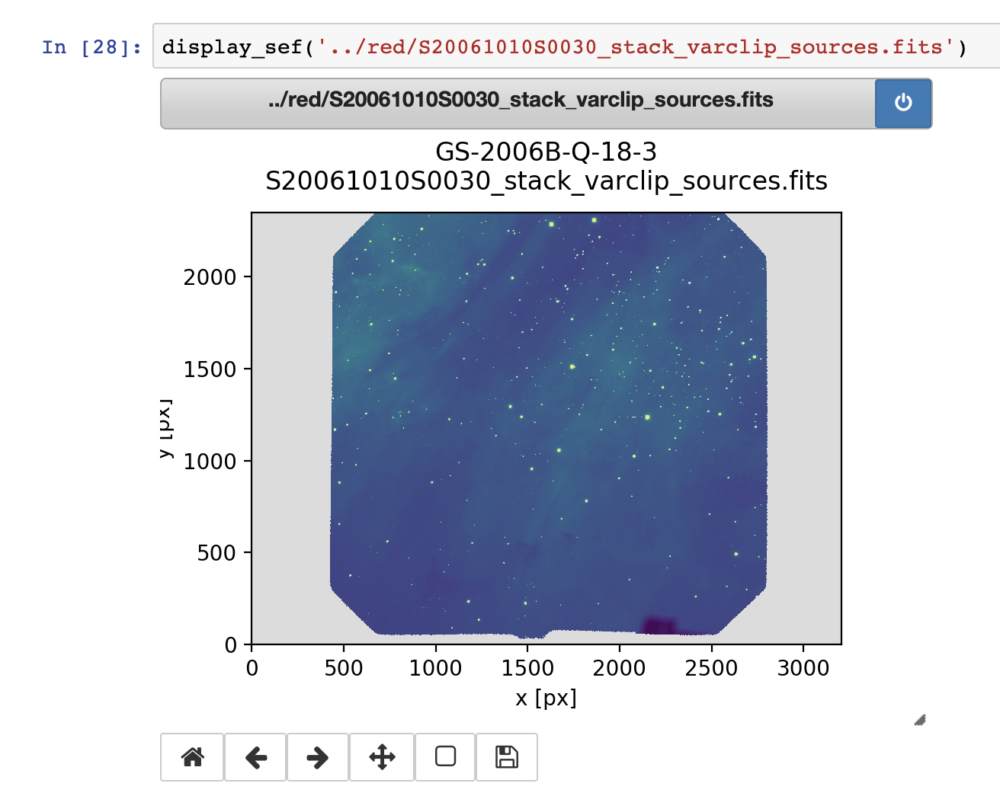 In [28]: display_sef('../red/S20061010S0030_stack_varclip_sources.fits')
../red/S20061010S0030_stack_varclip_sources.fits
GS-2006B-Q-18-3
S20061010S0030_stack_varclip_sources.fits
y [px]
2000
1500
1000
500
0
0 500 1000 1500 2000 2500 3000
x [px]